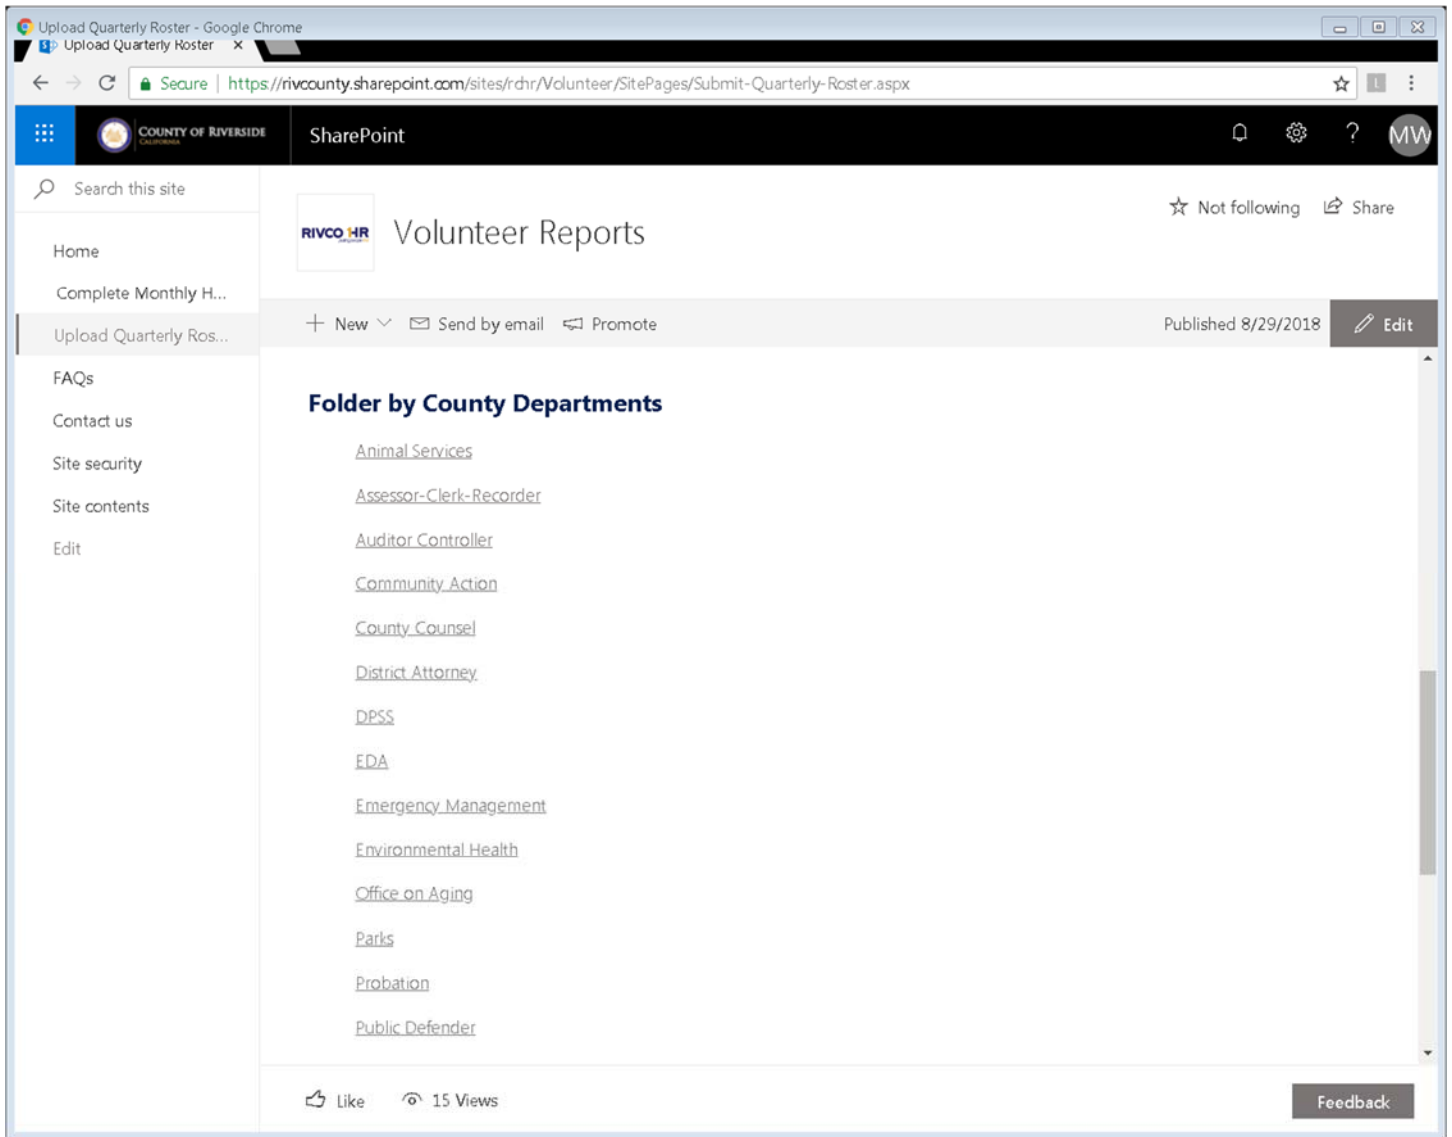 Upload Quarterly Roster - Google Chrome
Upload Quarterly Roster
Secure | https://rivcounty.sharepoint.com/sites/rchr/Volunteer/SitePages/Submit-Quarterly-Roster.aspx
COUNTY OF RIVERSIDE
CALIFORNIA
SharePoint
MW
Search this site
Home
Complete Monthly H...
Upload Quarterly Ros...
FAQs
Contact us
Site security
Site contents
Edit
RIVCO HR
Volunteer Reports
Not following
Share
New
Send by email
Promote
Published 8/29/2018
Edit
Folder by County Departments
Animal Services
Assessor-Clerk-Recorder
Auditor Controller
Community Action
County Counsel
District Attorney
DPSS
EDA
Emergency Management
Environmental Health
Office on Aging
Parks
Probation
Public Defender
Like
15 Views
Feedback